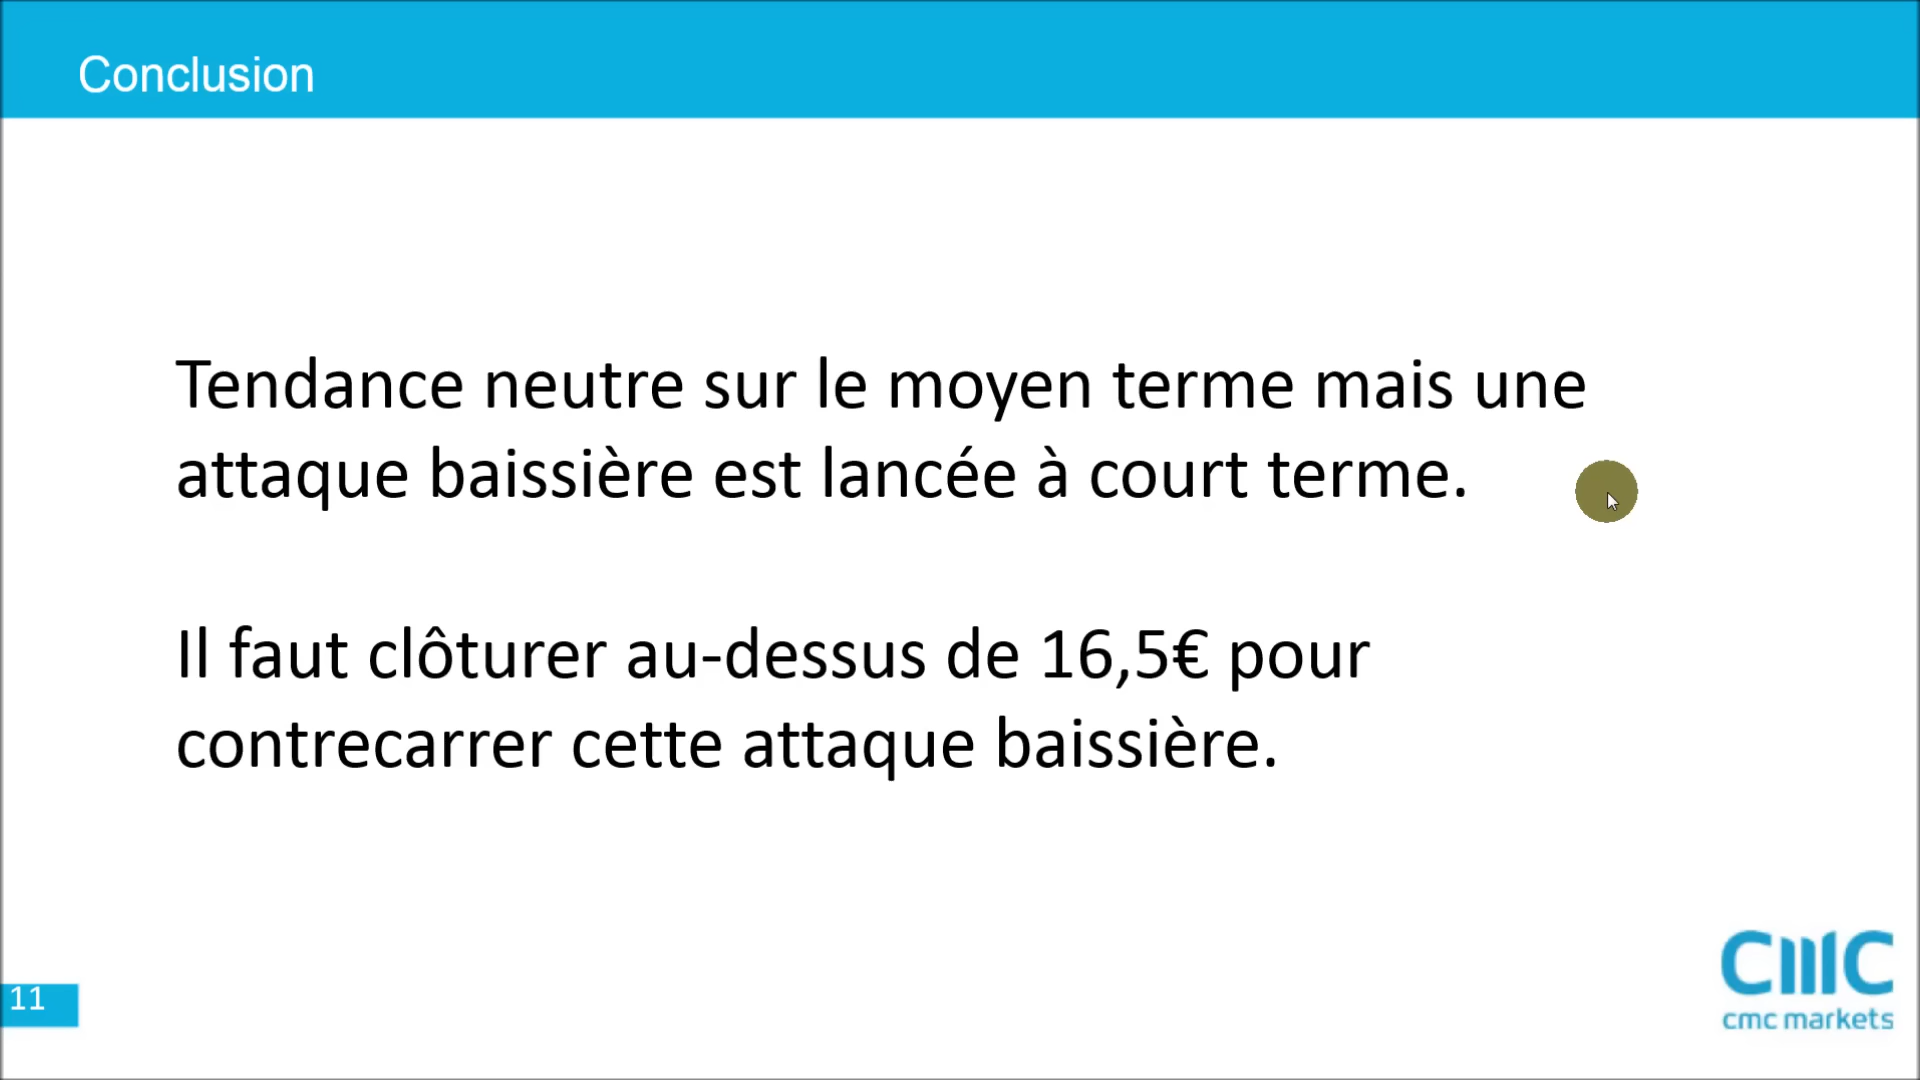 Conclusion
Tendance neutre sur le moyen terme mais une
attaque baissière est lancée à court terme.
Il faut clôturer au-dessus de 16,5€ pour
contrecarrer cette attaque baissière.
11
cmc
cmc markets